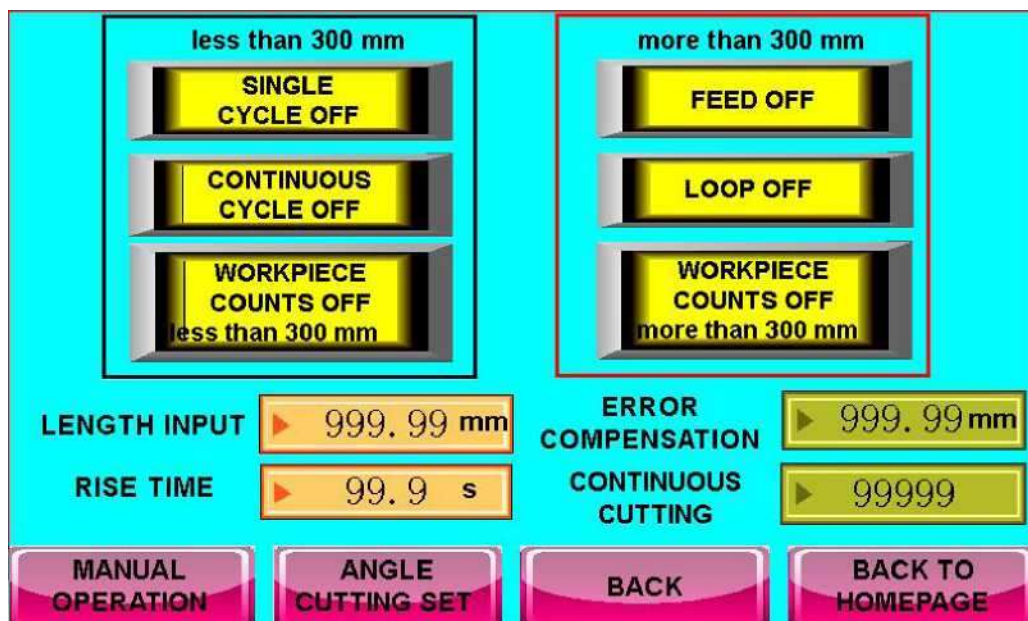 less than 300 mm
SINGLE
CYCLE OFF
CONTINUOUS
CYCLE OFF
WORKPIECE
COUNTS OFF
less than 300 mm
more than 300 mm
FEED OFF
LOOP OFF
WORKPIECE
COUNTS OFF
more than 300 mm
LENGTH INPUT 999.99 mm
ERROR
COMPENSATION 999.99 mm
RISE TIME 99.9 s
CONTINUOUS
CUTTING 99999
MANUAL
OPERATION
ANGLE
CUTTING SET
BACK
BACK TO
HOMEPAGE